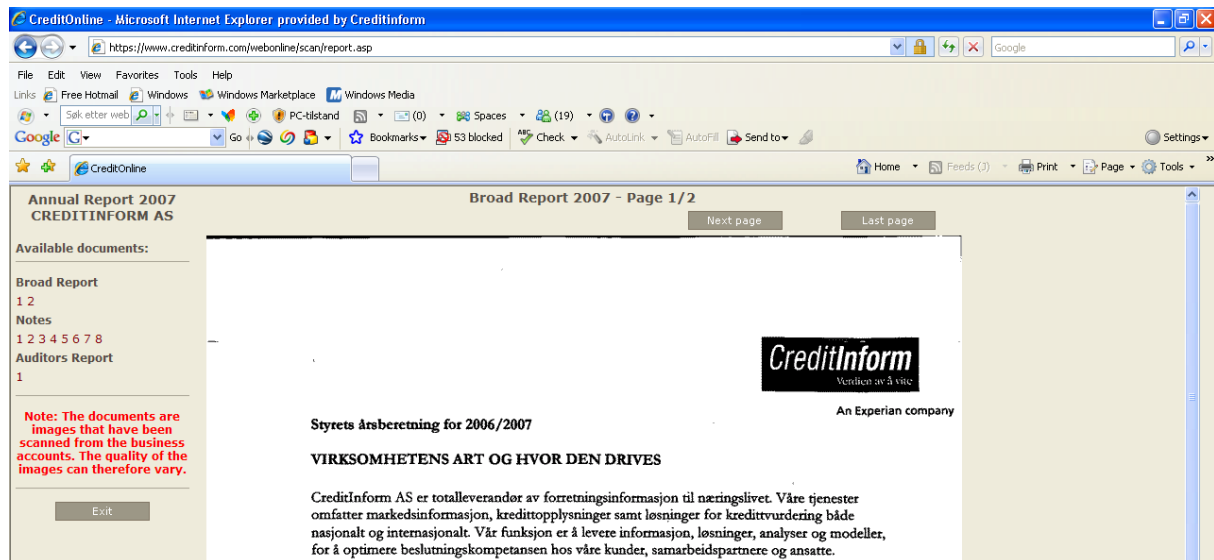 CreditOnline - Microsoft Internet Explorer provided by Creditinform
https://www.creditinform.com/webonline/scan/report.asp
Google
File Edit View Favorites Tools Help
Links Free Hotmail Windows Windows Marketplace Windows Media
Søk etter web PC-tilstand (0) Spaces (19)
Google G Go Bookmarks 53 blocked Check AutoLink AutoFill Send to Settings
CreditOnline Home Feeds (J) Print Page Tools »
Annual Report 2007
CREDITINFORM AS
Available documents:
Broad Report
1 2
Notes
1 2 3 4 5 6 7 8
Auditors Report
1
Note: The documents are
images that have been
scanned from the business
accounts. The quality of the
images can therefore vary.
Exit
Broad Report 2007 - Page 1/2
Next page Last page
CreditInform
Verdien av å vite
An Experian company
Styrets årsberetning for 2006/2007
VIRKSOMHETENS ART OG HVOR DEN DRIVES
CreditInform AS er totalleverandør av forretningsinformasjon til næringslivet. Våre tjenester
omfatter markedsinformasjon, kredittopplysninger samt løsninger for kredittvurdering både
nasjonalt og internasjonalt. Vår funksjon er å levere informasjon, løsninger, analyser og modeller,
for å optimere beslutningskompetansen hos våre kunder, samarbeidspartnere og ansatte.